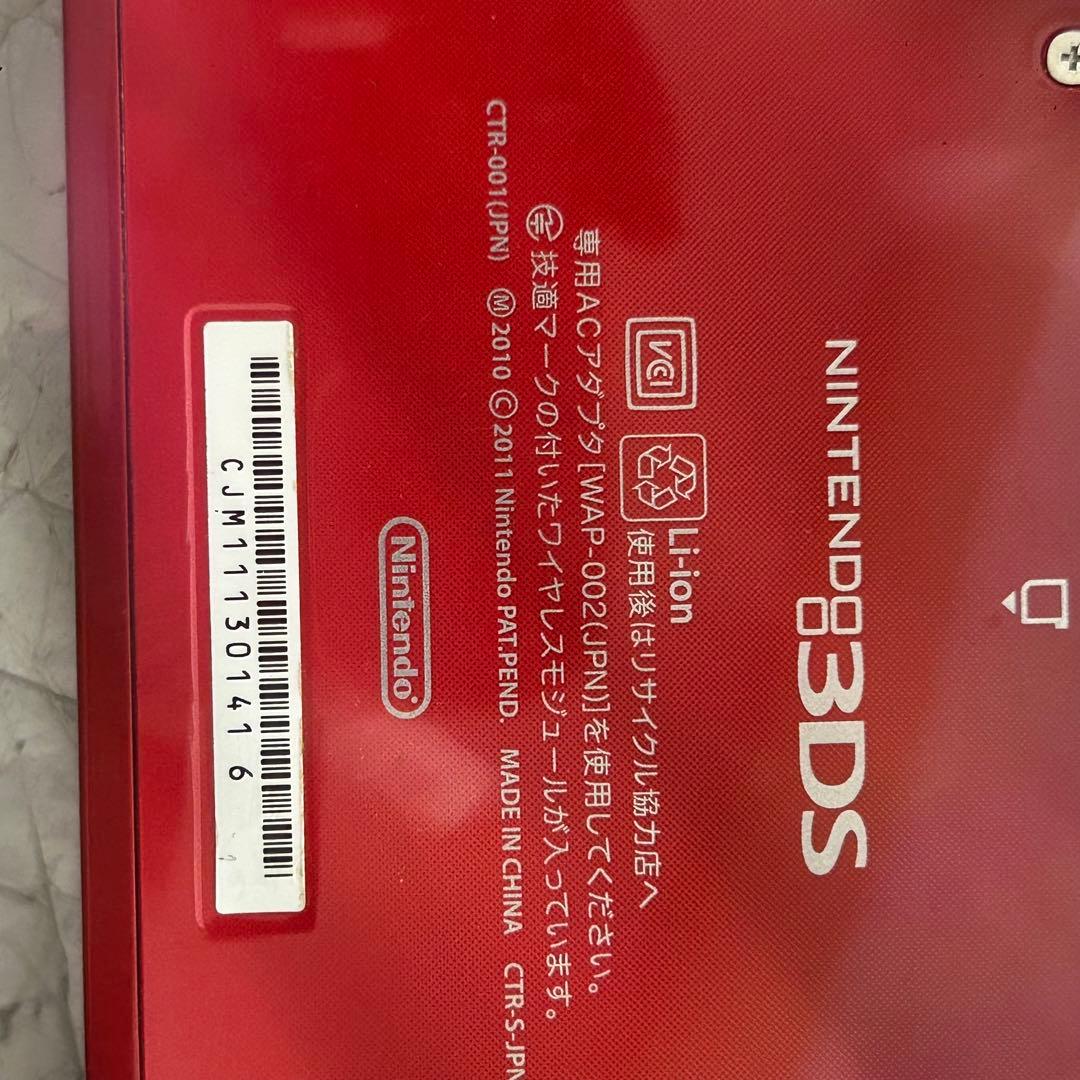 NINTENDO3DS
VCCI
Li-ion
使用後はリサイクル協力店へ
専用ACアダプタ[WAP-002(JPN)]を使用してください。
技適マークの付いたワイヤレスモジュールが入っています。
CTR-001(JPN) Ⓜ2010 ©2011 Nintendo PAT.PEND. MADE IN CHINA CTR-S-JPN
Nintendo®
CJM11130141 6